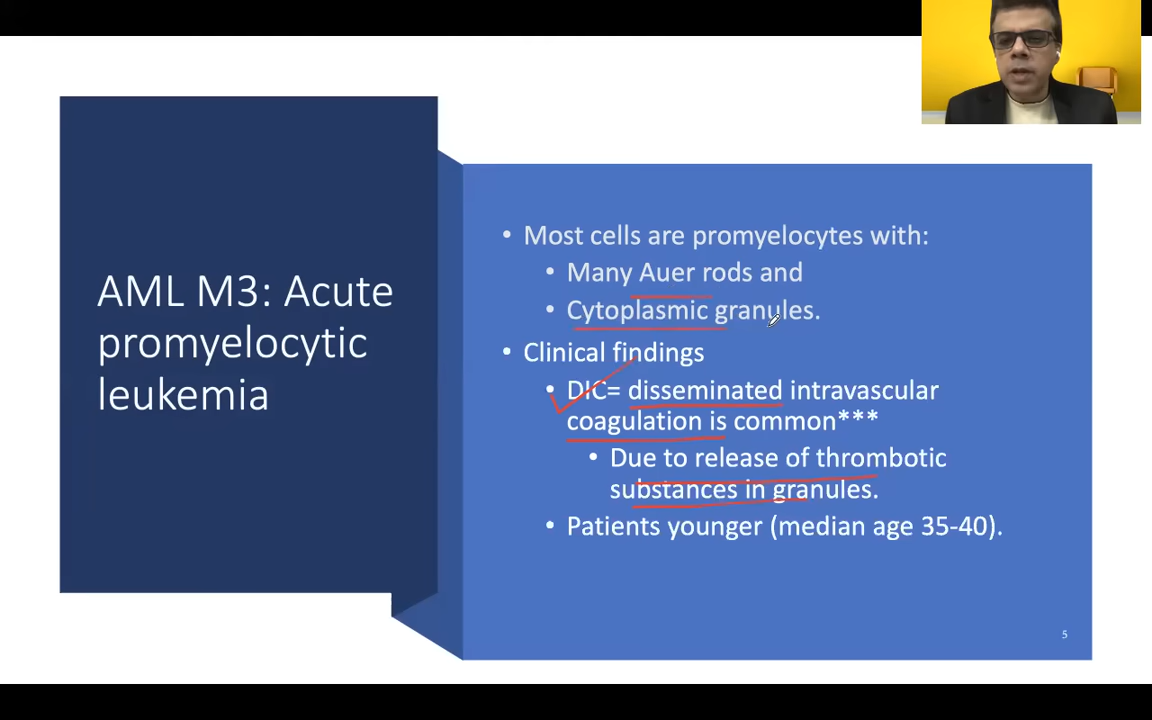 AML M3: Acute
promyelocytic
leukemia
• Most cells are promyelocytes with:
• Many Auer rods and
• Cytoplasmic granules.
• Clinical findings
• DIC= disseminated intravascular
coagulation is common***
• Due to release of thrombotic
substances in granules.
• Patients younger (median age 35-40).
5